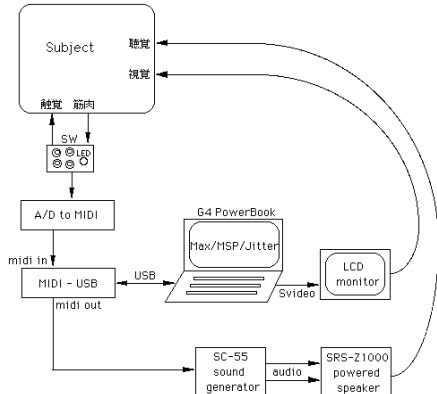 Subject
聴覚
視覚
触覚 筋肉
SW
LED
A/D to MIDI
midi in
MIDI - USB
midi out
USB
G4 PowerBook
Max/MSP/Jitter
Svideo
LCD
monitor
SC-55
sound
generator
audio
SRS-Z1000
powered
speaker